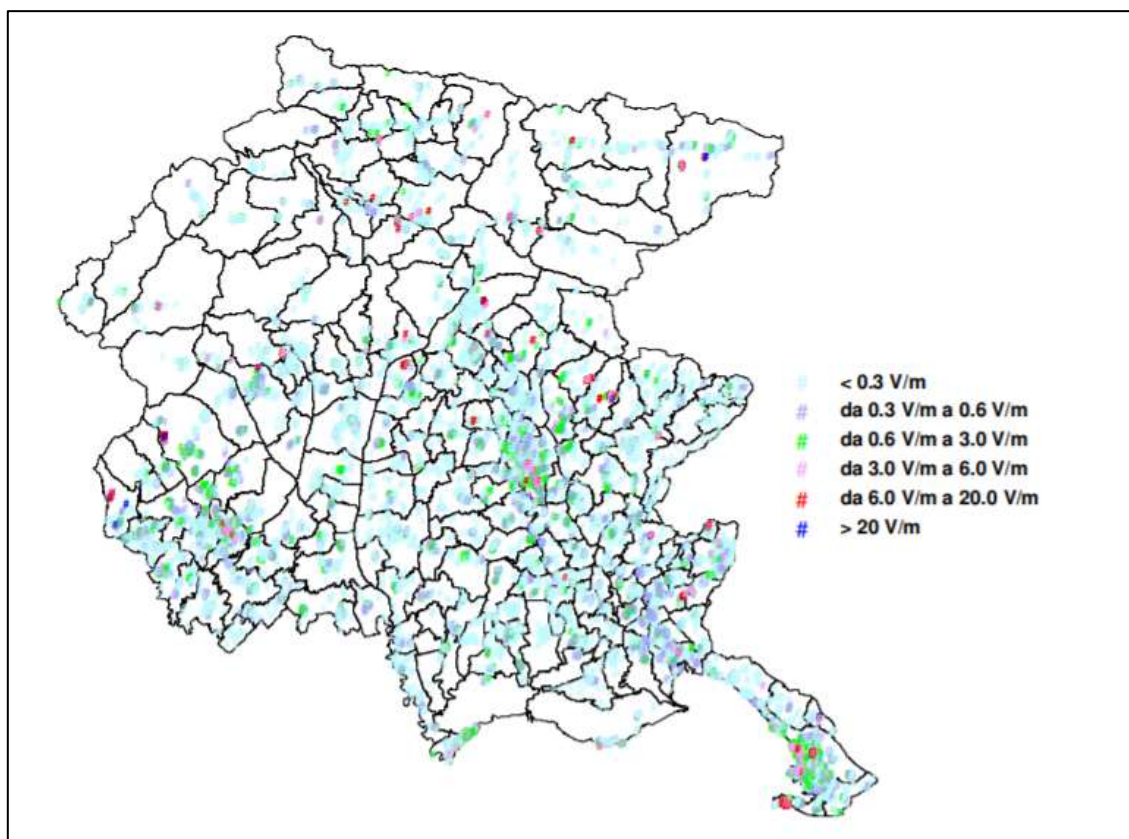 # < 0.3 V/m
# da 0.3 V/m a 0.6 V/m
# da 0.6 V/m a 3.0 V/m
# da 3.0 V/m a 6.0 V/m
# da 6.0 V/m a 20.0 V/m
# > 20 V/m